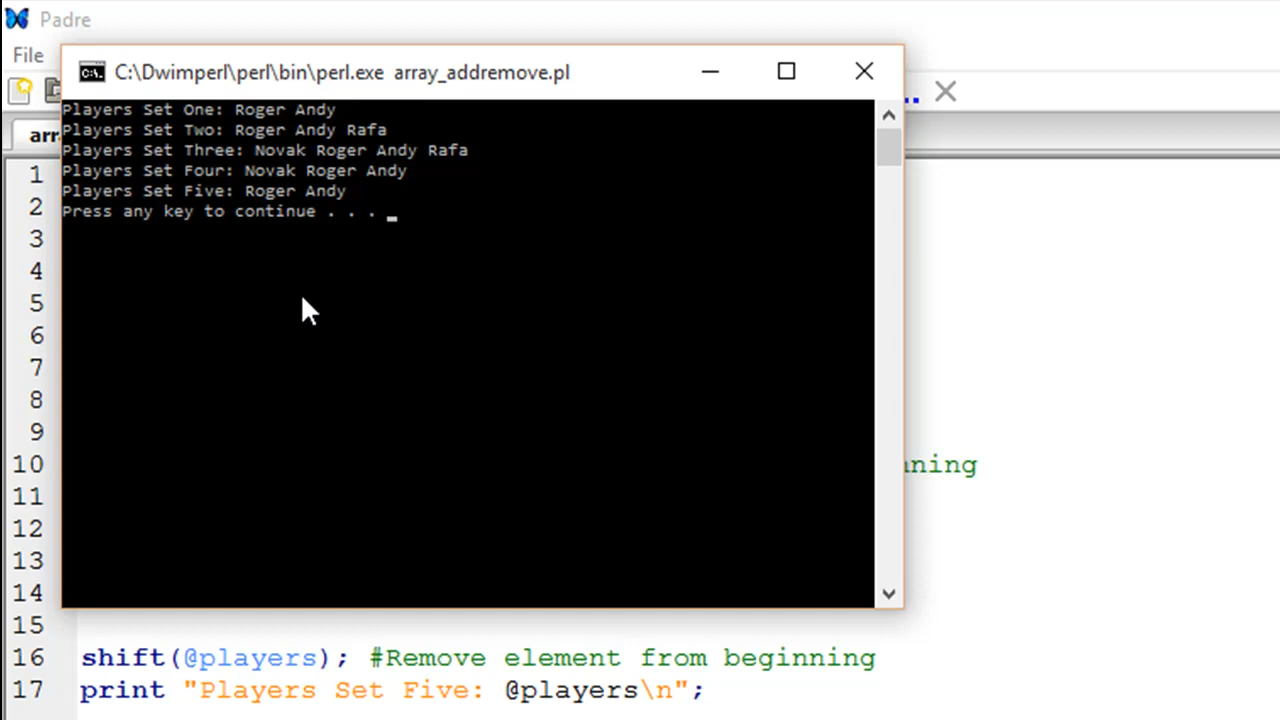 Padre
File
C:\Dwimperl\perl\bin\perl.exe array_addremove.pl
Players Set One: Roger Andy
Players Set Two: Roger Andy Rafa
Players Set Three: Novak Roger Andy Rafa
Players Set Four: Novak Roger Andy
Players Set Five: Roger Andy
Press any key to continue . . .
arr
1
2
3
4
5
6
7
8
9
10 nning
11
12
13
14
15
16 shift(@players); #Remove element from beginning
17 print "Players Set Five: @players\n";